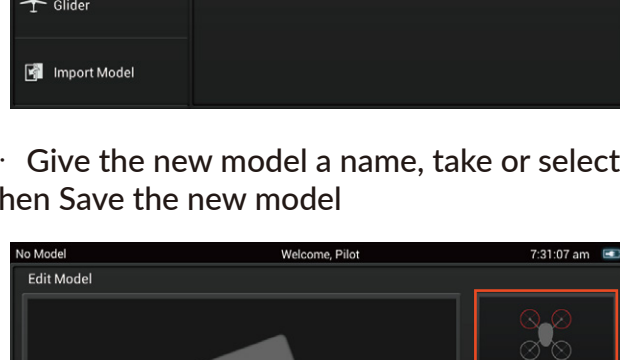 Glider
Import Model
· Give the new model a name, take or select
hen Save the new model
No Model Welcome, Pilot 7:31:07 am
Edit Model